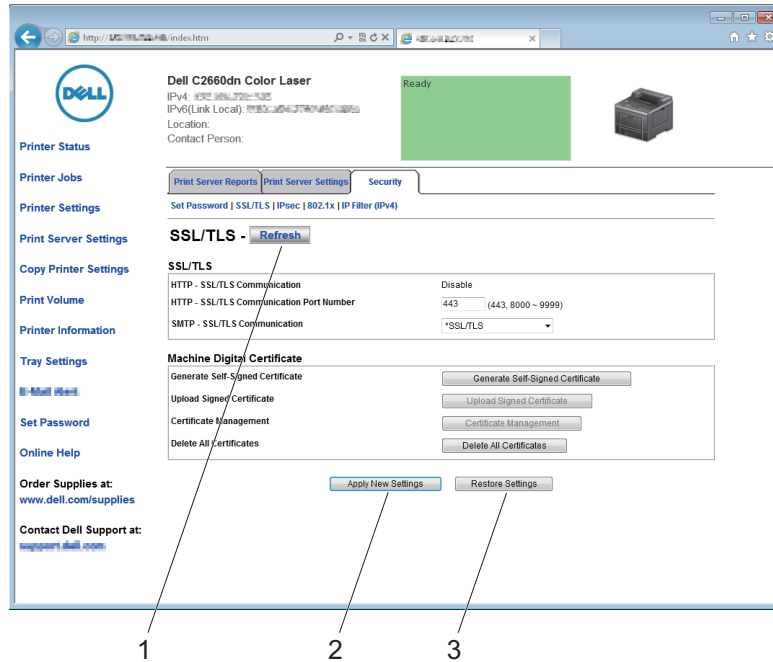 http:// /index.htm
DELL
Dell C2660dn Color Laser
IPv4:
IPv6(Link Local):
Location:
Contact Person:
Ready
Printer Status
Printer Jobs
Printer Settings
Print Server Settings
Copy Printer Settings
Print Volume
Printer Information
Tray Settings
E-Mail Alert
Set Password
Online Help
Order Supplies at:
www.dell.com/supplies
Contact Dell Support at:
support.dell.com
Print Server Reports Print Server Settings Security
Set Password | SSL/TLS | IPsec | 802.1x | IP Filter (IPv4)
SSL/TLS - Refresh
SSL/TLS
HTTP - SSL/TLS Communication Disable
HTTP - SSL/TLS Communication Port Number 443 (443, 8000 ~ 9999)
SMTP - SSL/TLS Communication *SSL/TLS
Machine Digital Certificate
Generate Self-Signed Certificate Generate Self-Signed Certificate
Upload Signed Certificate Upload Signed Certificate
Certificate Management Certificate Management
Delete All Certificates Delete All Certificates
Apply New Settings Restore Settings
1 2 3